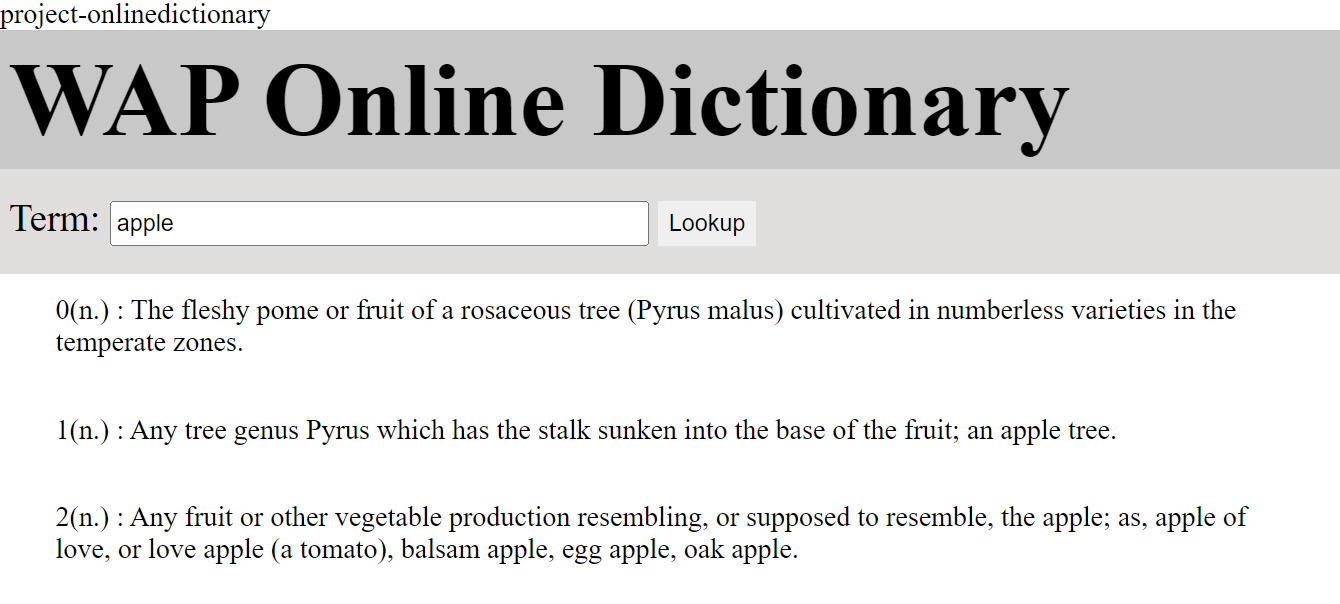 project-onlinedictionary
WAP Online Dictionary
Term: apple Lookup
0(n.) : The fleshy pome or fruit of a rosaceous tree (Pyrus malus) cultivated in numberless varieties in the
temperate zones.
1(n.) : Any tree genus Pyrus which has the stalk sunken into the base of the fruit; an apple tree.
2(n.) : Any fruit or other vegetable production resembling, or supposed to resemble, the apple; as, apple of
love, or love apple (a tomato), balsam apple, egg apple, oak apple.